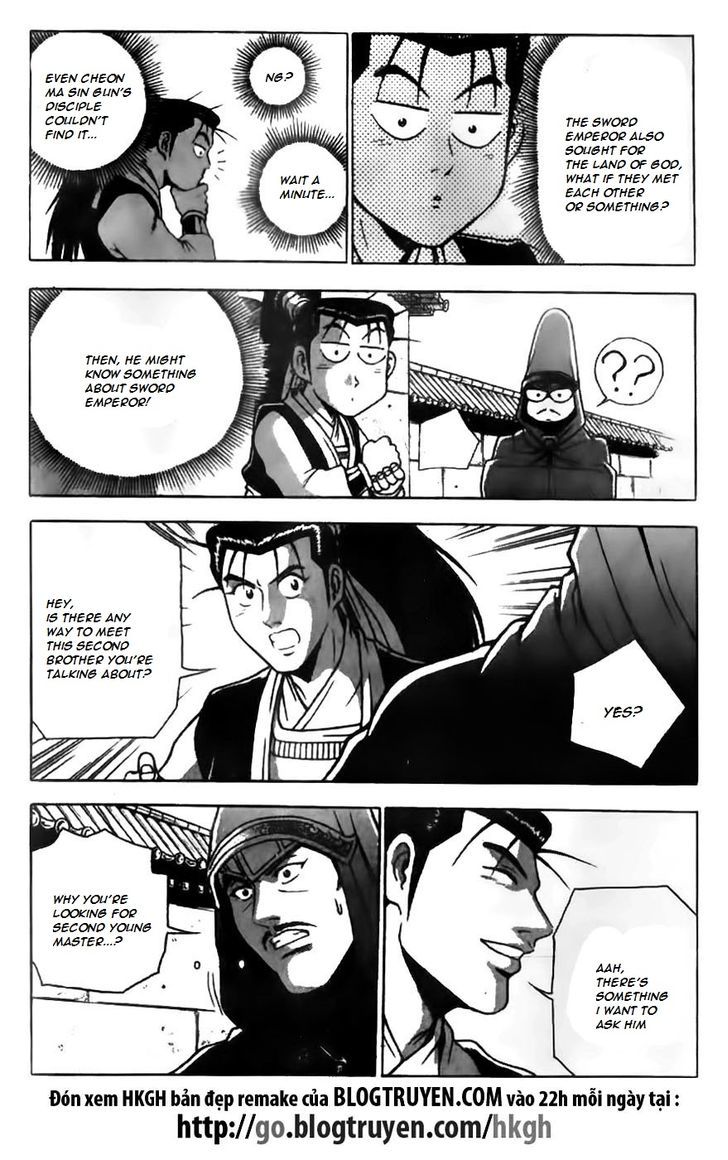 EVEN CHEON
MA SIN GUN'S
DISCIPLE
COULDN'T
FIND IT...
NG?
WAIT A
MINUTE...
THE SWORD
EMPEROR ALSO
SOUGHT FOR
THE LAND OF GOD,
WHAT IF THEY MET
EACH OTHER
OR SOMETHING?
THEN, HE MIGHT
KNOW SOMETHING
ABOUT SWORD
EMPEROR!
??
HEY,
IS THERE ANY
WAY TO MEET
THIS SECOND
BROTHER YOU'RE
TALKING ABOUT?
YES?
WHY YOU'RE
LOOKING FOR
SECOND YOUNG
MASTER...?
AAH,
THERE'S
SOMETHING
I WANT TO
ASK HIM
Đón xem HKGH bản đẹp remake của BLOGTRUYEN.COM vào 22h mỗi ngày tại :
http://go.blogtruyen.com/hkgh